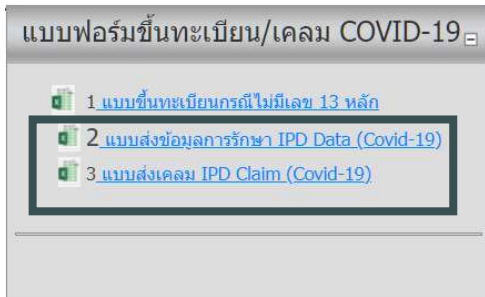 แบบฟอร์มขึ้นทะเบียน/เคลม COVID-19
1 แบบขึ้นทะเบียนกรณีไม่มีเลข 13 หลัก
2 แบบส่งข้อมูลการรักษา IPD Data (Covid-19)
3 แบบส่งเคลม IPD Claim (Covid-19)